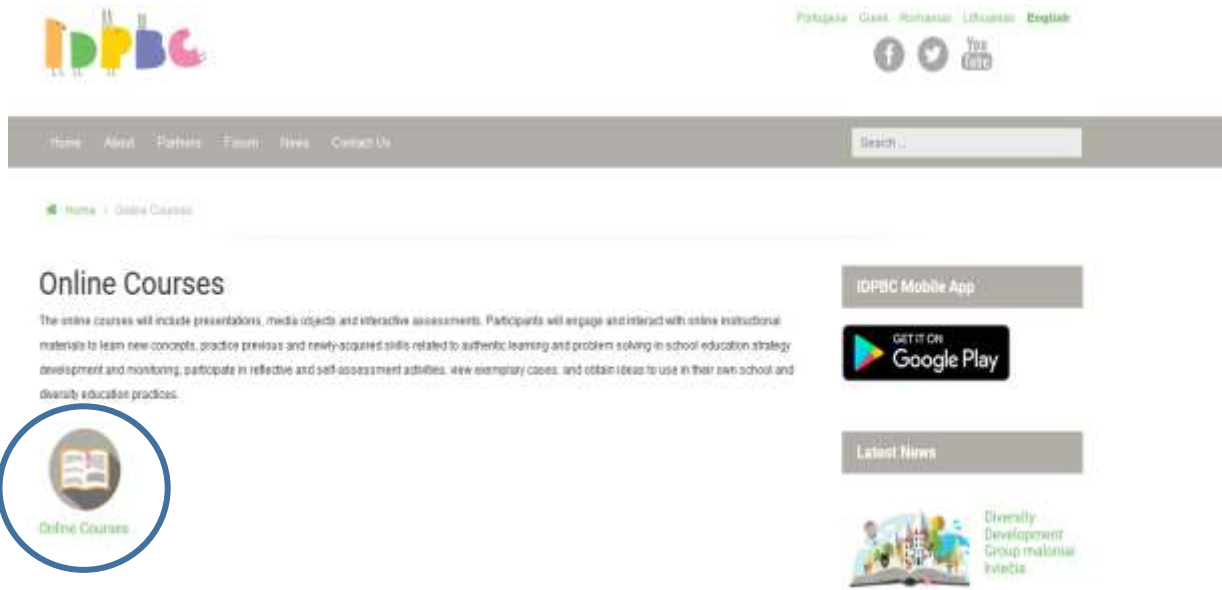 IDPBC
Portugese Greek Romanian Lithuanian English
You
Tube
Home About Partners Forum News Contact Us
Search ...
Home Online Courses
Online Courses
The online courses will include presentations, media objects and interactive assessments. Participants will engage and interact with online instructional
materials to learn new concepts, practice previous and newly-acquired skills related to authentic learning and problem solving in school education strategy
development and monitoring, participate in reflective and self-assessment activities, view exemplary cases, and obtain ideas to use in their own school and
diversity education practices.
Online Courses
IDPBC Mobile App
GET IT ON
Google Play
Latest News
Diversity
Development
Group maloniai
kviečia